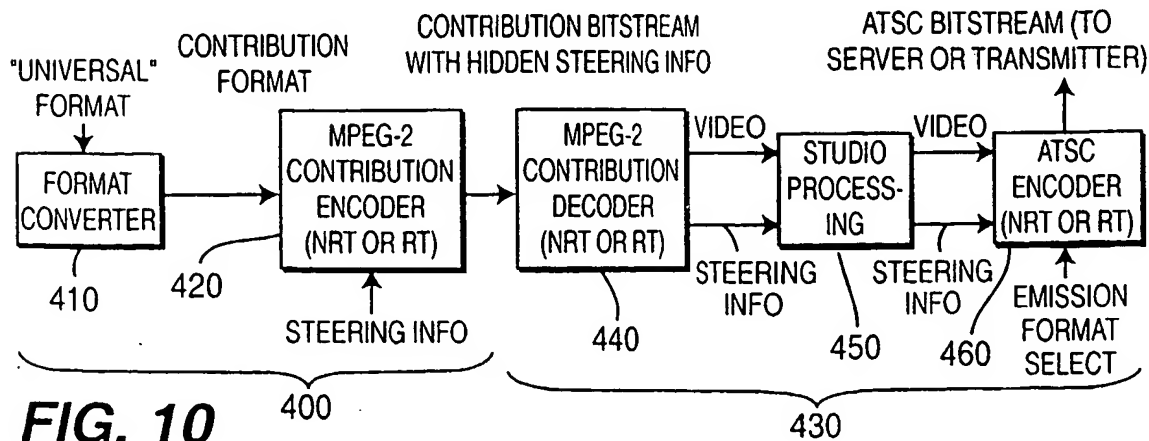 "UNIVERSAL"
FORMAT
CONTRIBUTION
FORMAT
CONTRIBUTION BITSTREAM
WITH HIDDEN STEERING INFO
ATSC BITSTREAM (TO
SERVER OR TRANSMITTER)
FORMAT
CONVERTER
MPEG-2
CONTRIBUTION
ENCODER
(NRT OR RT)
MPEG-2
CONTRIBUTION
DECODER
(NRT OR RT)
VIDEO
STUDIO
PROCESS-
ING
VIDEO
ATSC
ENCODER
(NRT OR RT)
410
420
STEERING INFO
440
STEERING
INFO
450
STEERING
INFO
460
EMISSION
FORMAT
SELECT
400
430
FIG. 10